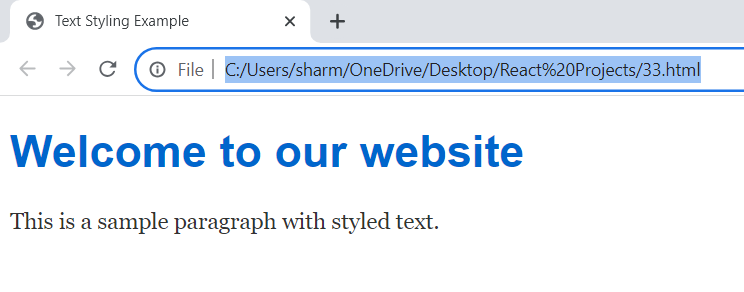 Text Styling Example
File C:/Users/sharm/OneDrive/Desktop/React%20Projects/33.html
Welcome to our website
This is a sample paragraph with styled text.